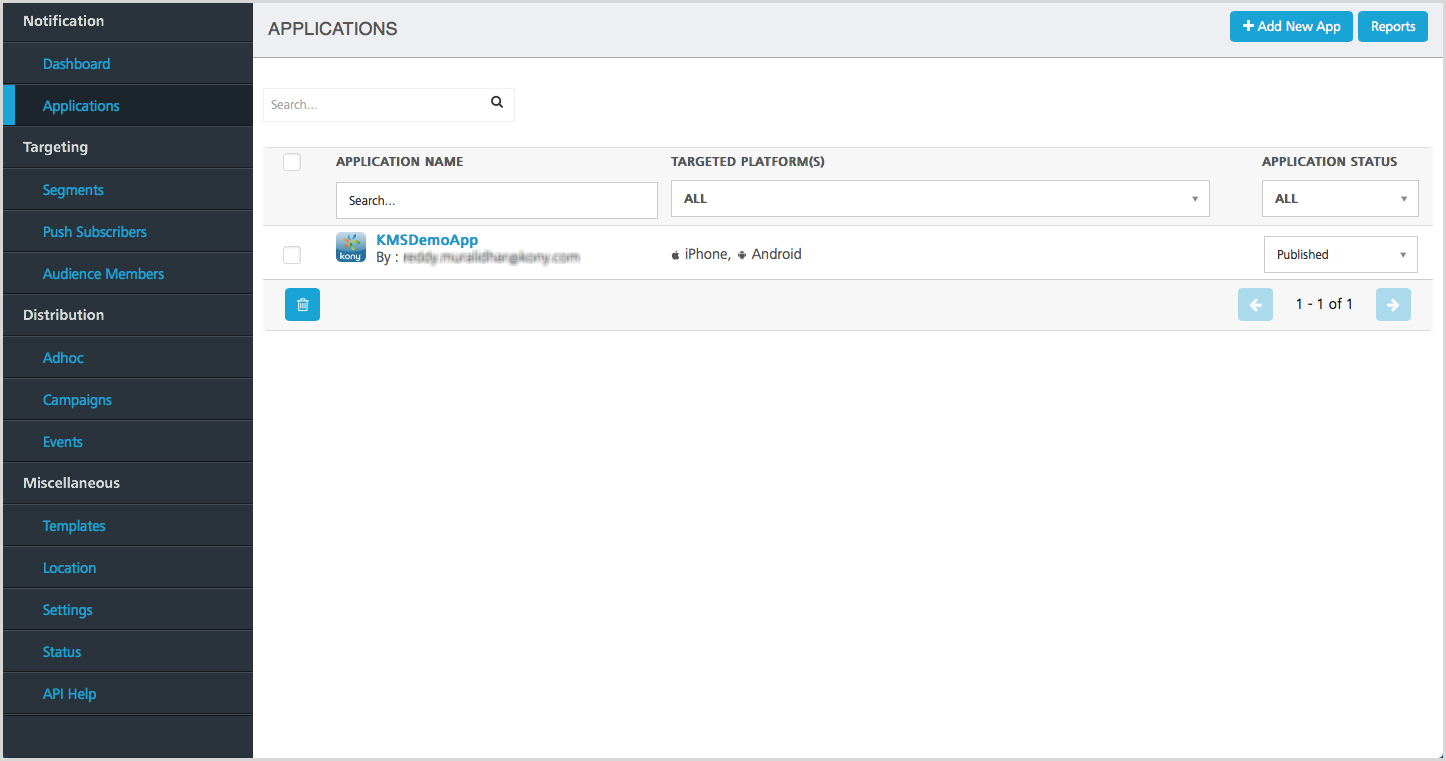 Notification
Dashboard
Applications
Targeting
Segments
Push Subscribers
Audience Members
Distribution
Adhoc
Campaigns
Events
Miscellaneous
Templates
Location
Settings
Status
API Help
APPLICATIONS
Add New App
Reports
Search...
APPLICATION NAME
TARGETED PLATFORM(S)
APPLICATION STATUS
Search...
ALL
ALL
kony
KMSDemoApp
By :
iPhone, Android
Published
1 - 1 of 1